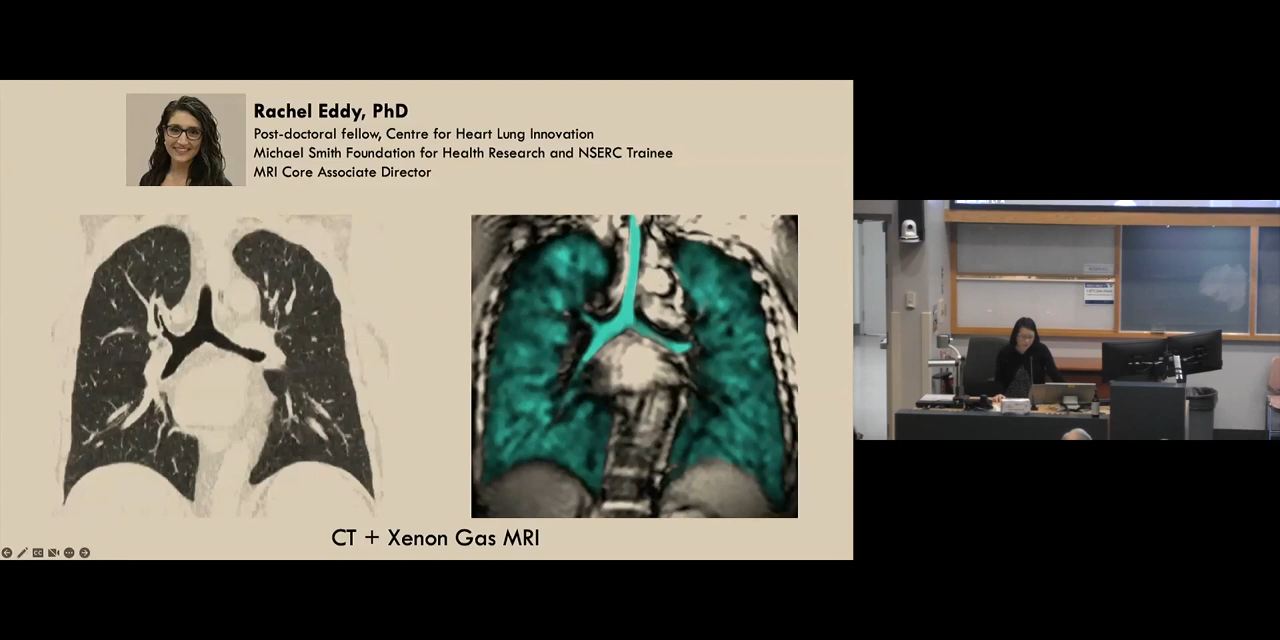 Rachel Eddy, PhD
Post-doctoral fellow, Centre for Heart Lung Innovation
Michael Smith Foundation for Health Research and NSERC Trainee
MRI Core Associate Director
CT + Xenon Gas MRI